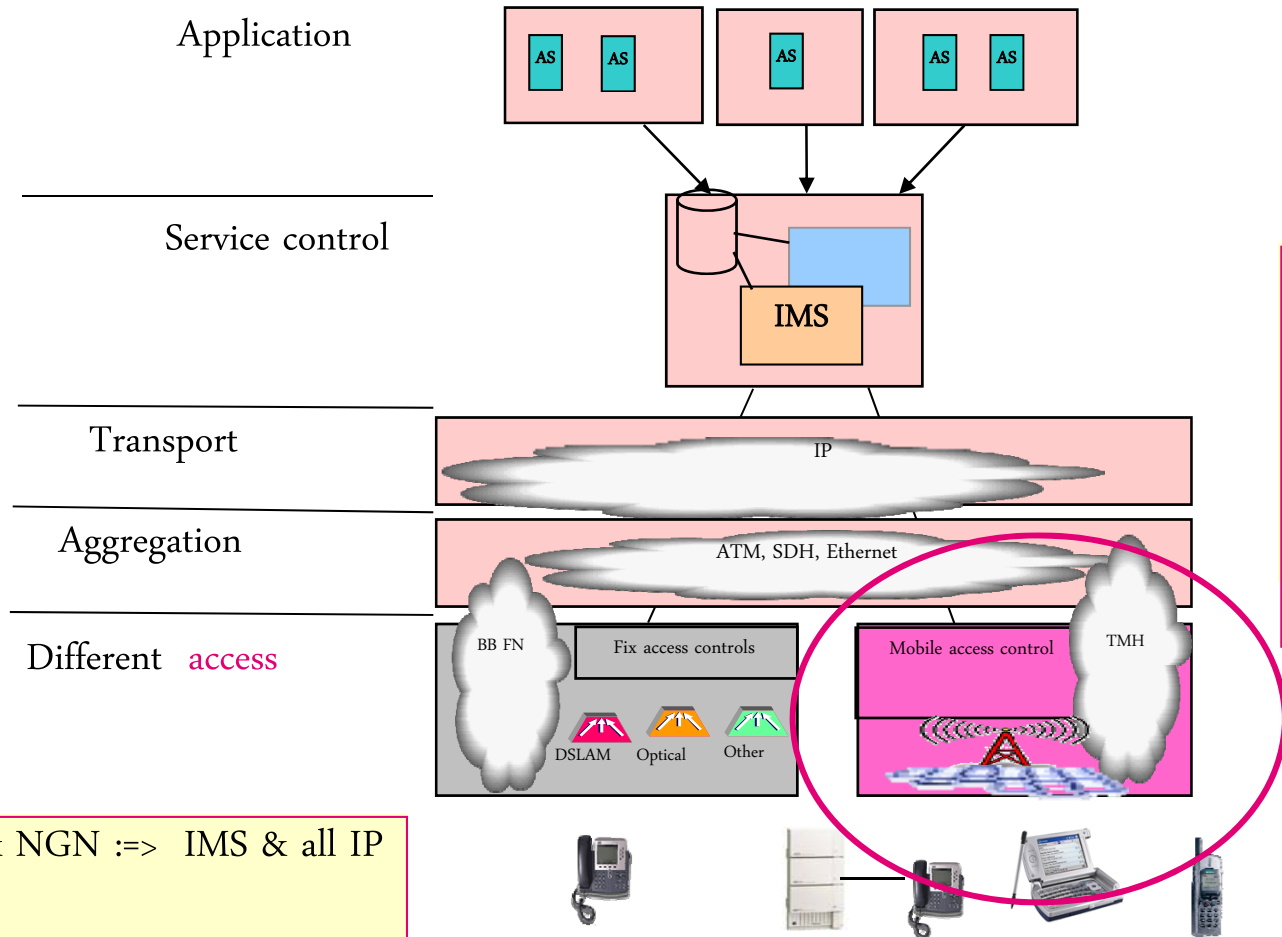 Application
AS
AS
AS
AS
AS
Service control
IMS
Transport
IP
Aggregation
ATM, SDH, Ethernet
Different access
BB FN
Fix access controls
Mobile access control
TMH
DSLAM
Optical
Other
NGN :=> IMS & all IP